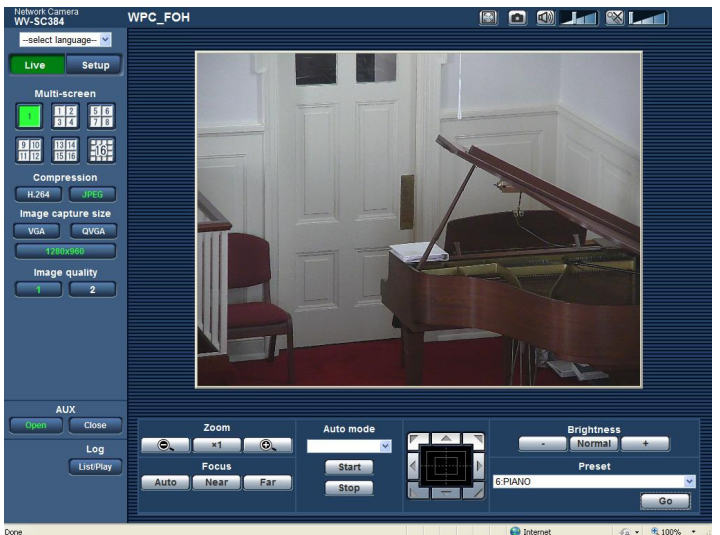 Network Camera
WV-SC384
WPC_FOH
--select language--
Live
Setup
Multi-screen
1
1 2
3 4
5 6
7 8
9 10
11 12
13 14
15 16
16
Compression
H.264
JPEG
Image capture size
VGA
QVGA
1280x960
Image quality
1
2
AUX
Open
Close
Log
List/Play
Zoom
×1
Focus
Auto
Near
Far
Auto mode
Start
Stop
Brightness
-
Normal
+
Preset
6:PIANO
Go
Done
Internet
100%